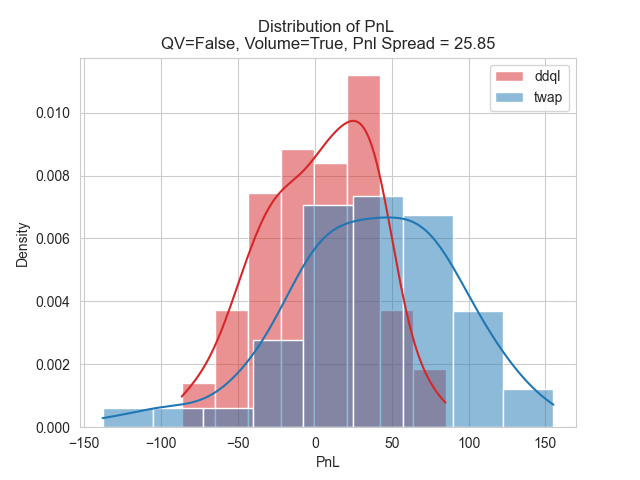 Distribution of PnL
QV=False, Volume=True, Pnl Spread = 25.85
ddql
twap
0.010
0.008
0.006
0.004
0.002
0.000
Density
−150
−100
−50
0
50
100
150
PnL